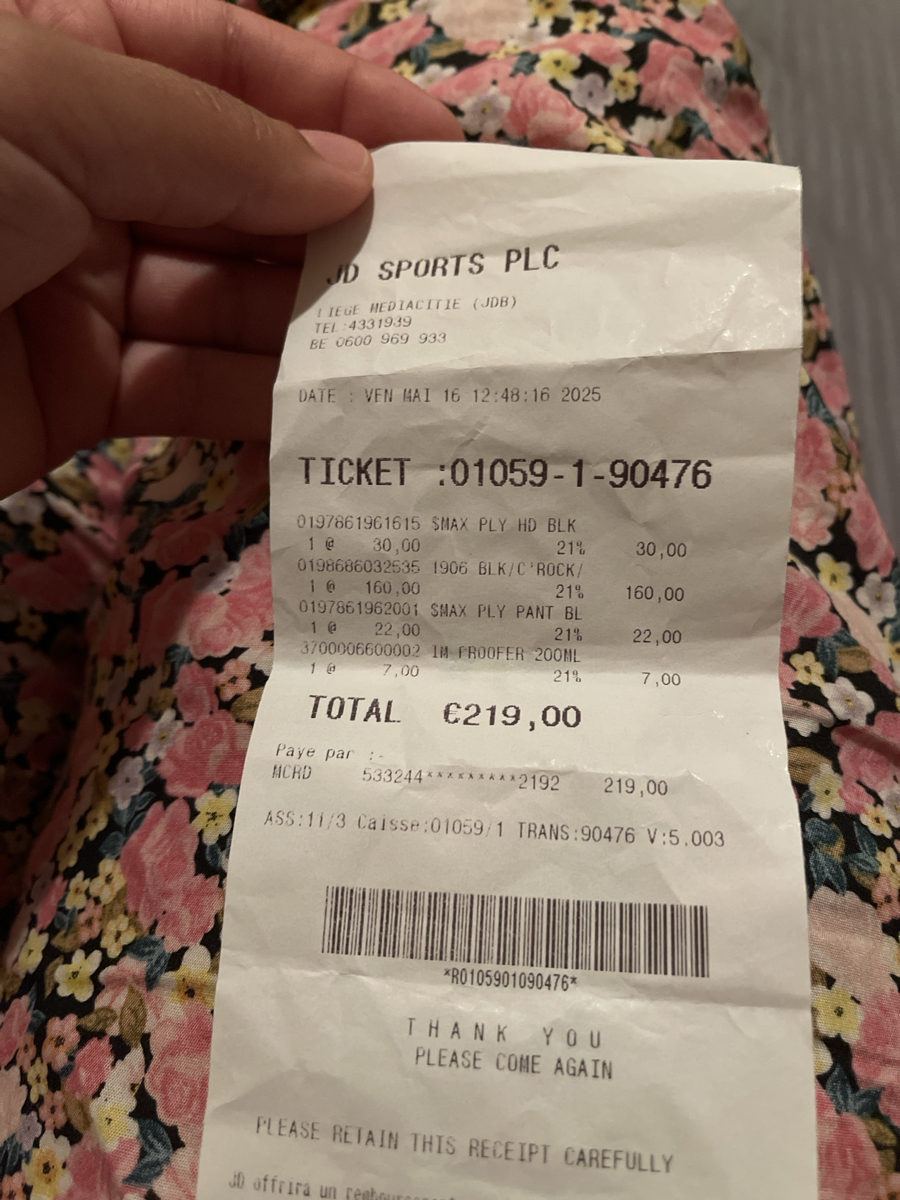 JD SPORTS PLC
LIEGE MEDIACITIE (JDB)
TEL:4331939
BE 0600 969 933
DATE : VEN MAI 16 12:48:16 2025
TICKET :01059-1-90476
0197861961615 $MAX PLY HD BLK
1 @ 30,00 21% 30,00
0198686032535 1906 BLK/C'ROCK/
1 @ 160,00 21% 160,00
0197861962001 $MAX PLY PANT BL
1 @ 22,00 21% 22,00
3700006600002 1M PROOFER 200ML
1 @ 7,00 21% 7,00
TOTAL €219,00
Paye par :-
MCRD 533244*********2192 219,00
ASS:11/3 Caisse:01059/1 TRANS:90476 V:5.003
*R0105901090476*
THANK YOU
PLEASE COME AGAIN
PLEASE RETAIN THIS RECEIPT CAREFULLY
JD offrira un